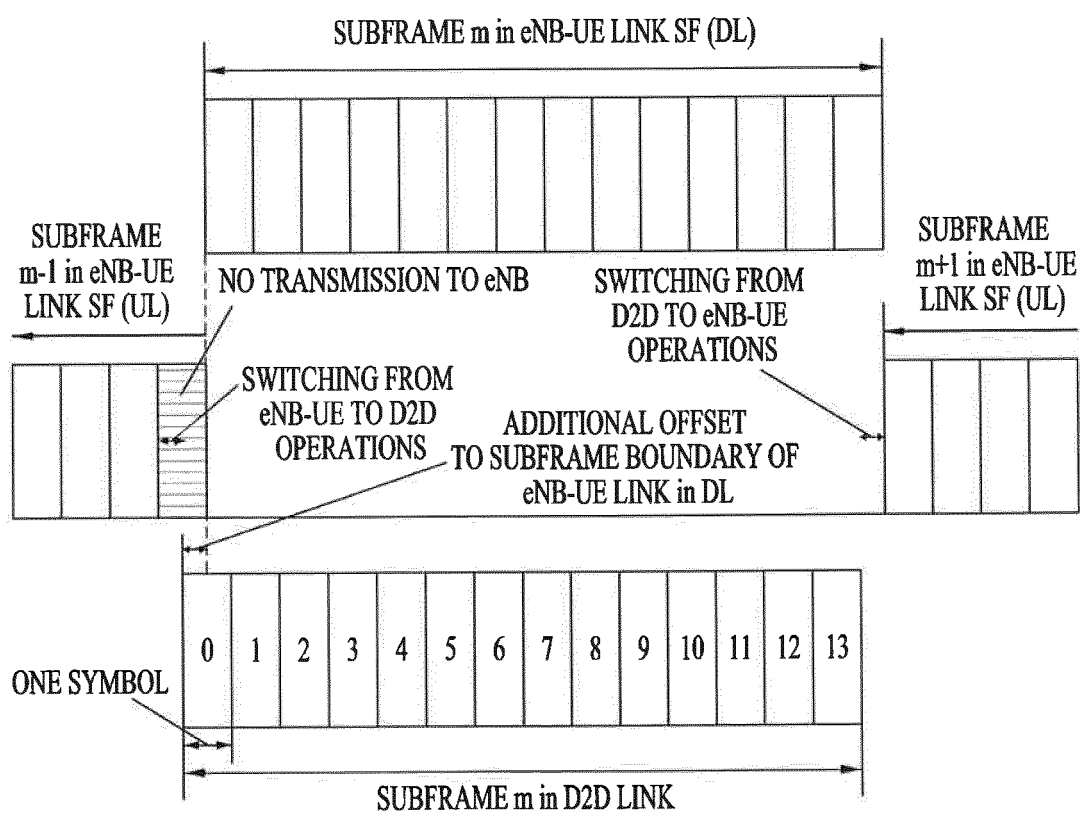 SUBFRAME m in eNB-UE LINK SF (DL)
SUBFRAME
m-1 in eNB-UE
LINK SF (UL)
NO TRANSMISSION TO eNB
SWITCHING FROM
D2D TO eNB-UE
OPERATIONS
SUBFRAME
m+1 in eNB-UE
LINK SF (UL)
SWITCHING FROM
eNB-UE TO D2D
OPERATIONS
ADDITIONAL OFFSET
TO SUBFRAME BOUNDARY OF
eNB-UE LINK in DL
0 1 2 3 4 5 6 7 8 9 10 11 12 13
ONE SYMBOL
SUBFRAME m in D2D LINK